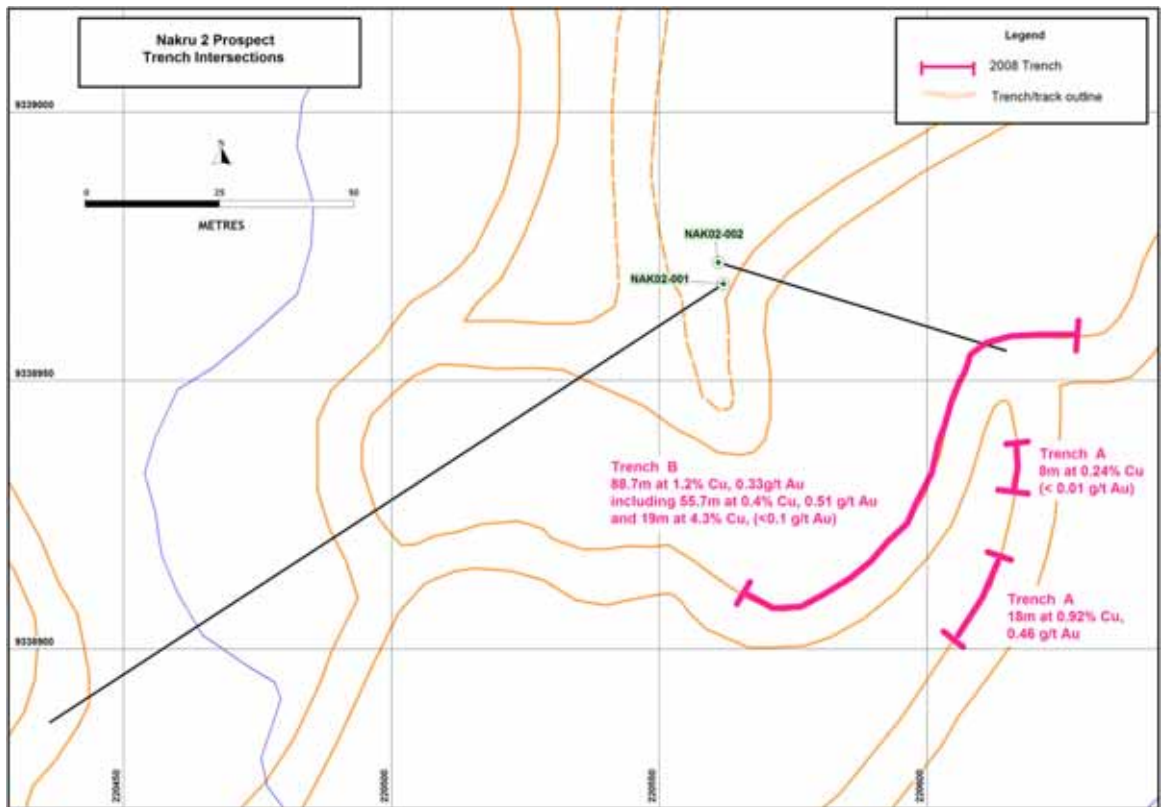 Nakru 2 Prospect
Trench Intersections
Legend
2008 Trench
Trench/track outline
9339000
N
0 25 50
METRES
NAK02-002
NAK02-001
9338950
Trench B
88.7m at 1.2% Cu, 0.33g/t Au
including 55.7m at 0.4% Cu, 0.51 g/t Au
and 19m at 4.3% Cu, (<0.1 g/t Au)
Trench A
8m at 0.24% Cu
(< 0.01 g/t Au)
Trench A
18m at 0.92% Cu,
0.46 g/t Au
9338900
220450
220500
220550
220600